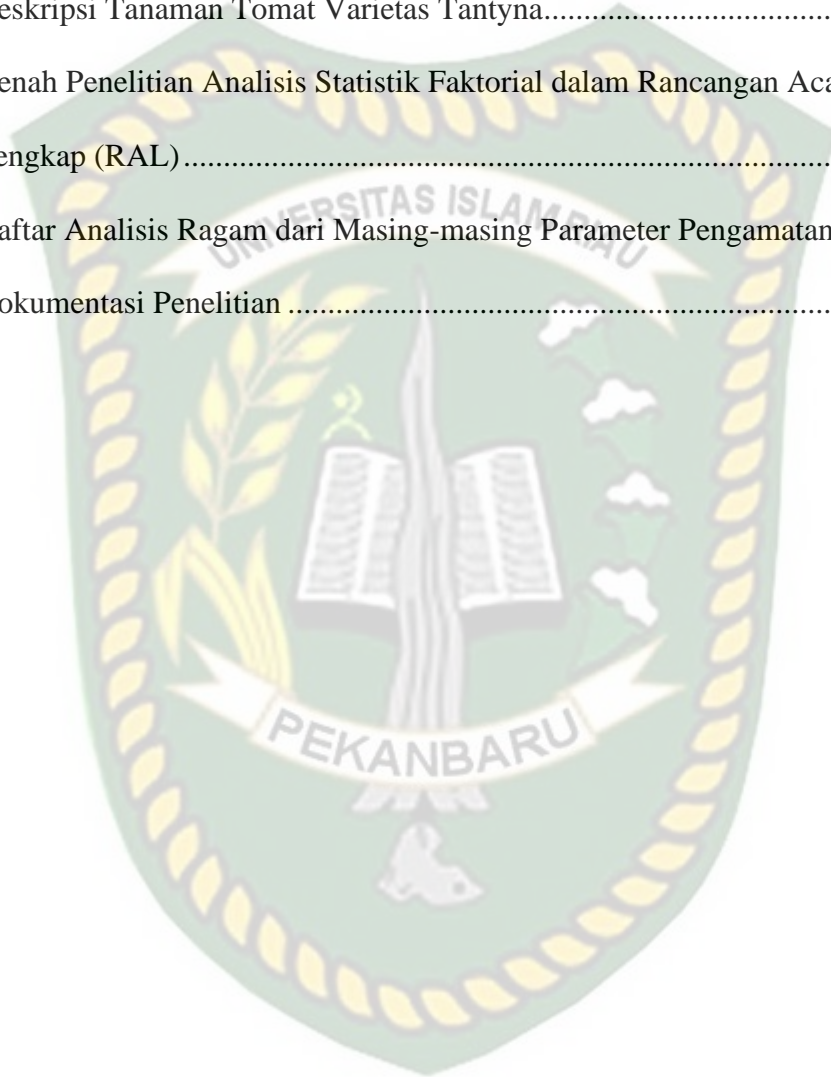 eskripsi Tanaman Tomat Varietas Tantyna...................................
enah Penelitian Analisis Statistik Faktorial dalam Rancangan Aca
engkap (RAL)...........................................................................
aftar Analisis Ragam dari Masing-masing Parameter Pengamatan
okumentasi Penelitian ...............................................................
UNIVERSITAS ISLAM RIAU
PEKANBARU